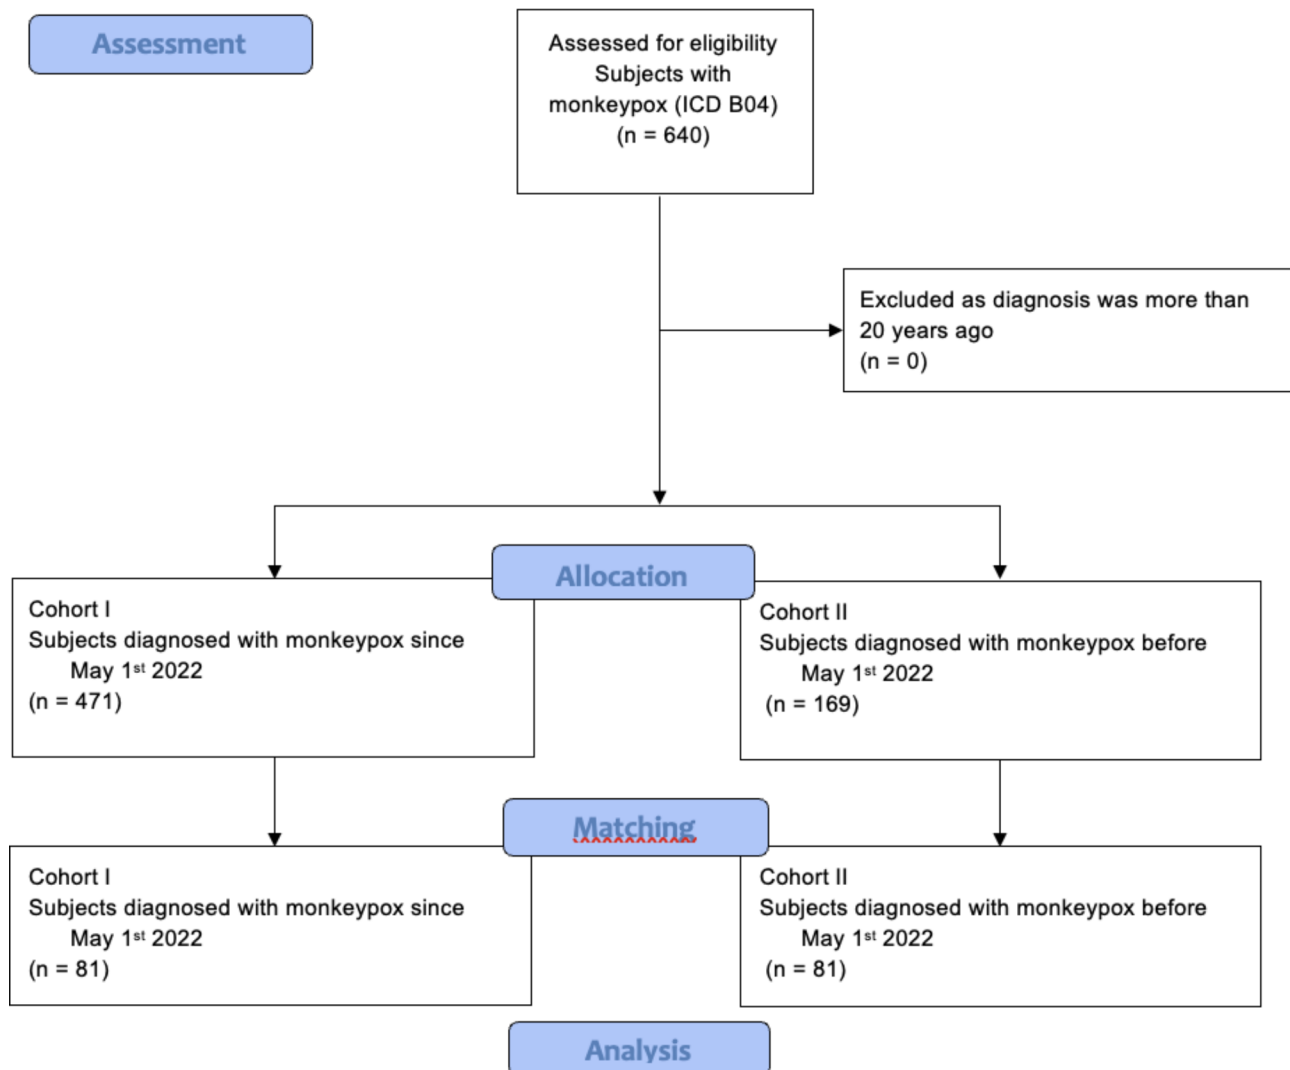 Assessment
Assessed for eligibility
Subjects with
monkeypox (ICD B04)
(n = 640)
Excluded as diagnosis was more than
20 years ago
(n = 0)
Allocation
Cohort I
Subjects diagnosed with monkeypox since
May 1st 2022
(n = 471)
Cohort II
Subjects diagnosed with monkeypox before
May 1st 2022
(n = 169)
Matching
Cohort I
Subjects diagnosed with monkeypox since
May 1st 2022
(n = 81)
Cohort II
Subjects diagnosed with monkeypox before
May 1st 2022
(n = 81)
Analysis